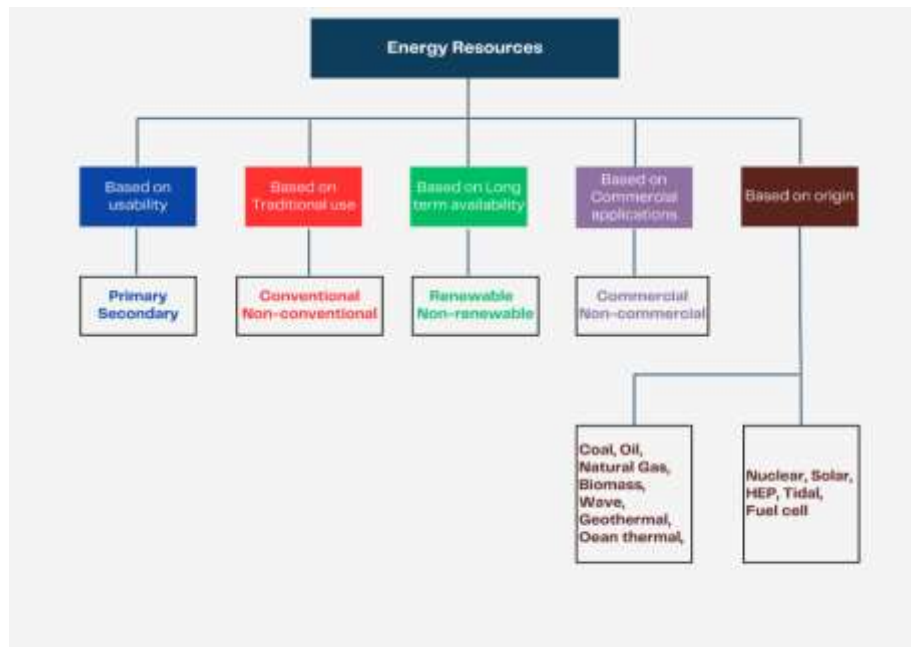 Energy Resources
Based on
usability
Based on
Traditional use
Based on Long
term availability
Based on
Commercial
applications
Based on origin
Primary
Secondary
Conventional
Non-conventional
Renewable
Non-renewable
Commercial
Non-commercial
Coal, Oil,
Natural Gas,
Biomass,
Wave,
Geothermal,
Oean thermal,
Nuclear, Solar,
HEP, Tidal,
Fuel cell